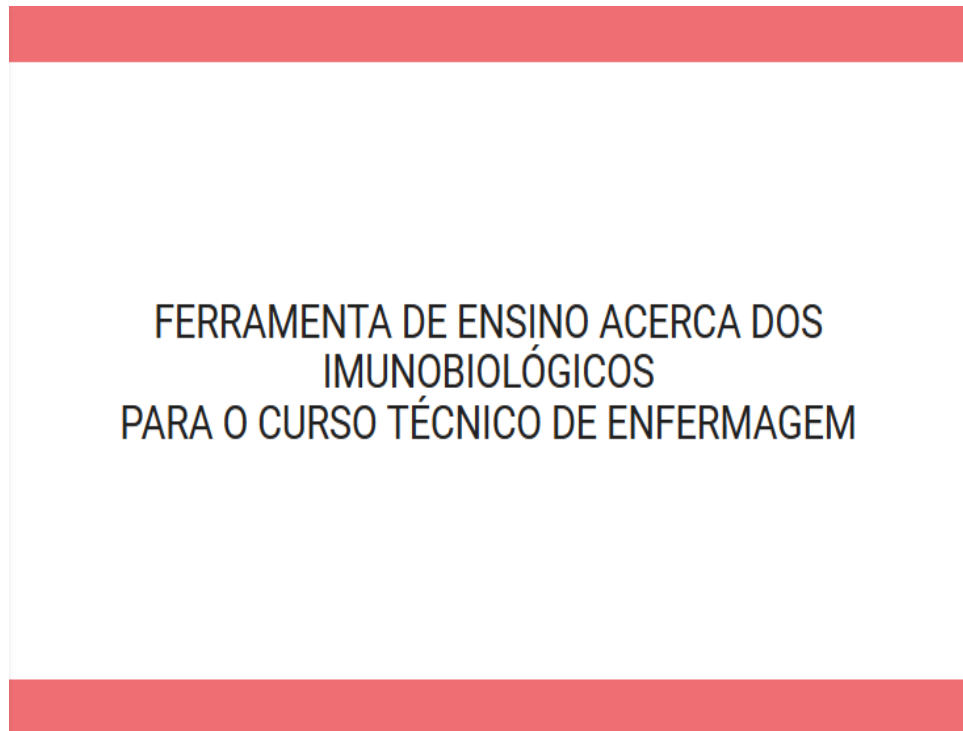 FERRAMENTA DE ENSINO ACERCA DOS
IMUNOBIOLÓGICOS
PARA O CURSO TÉCNICO DE ENFERMAGEM